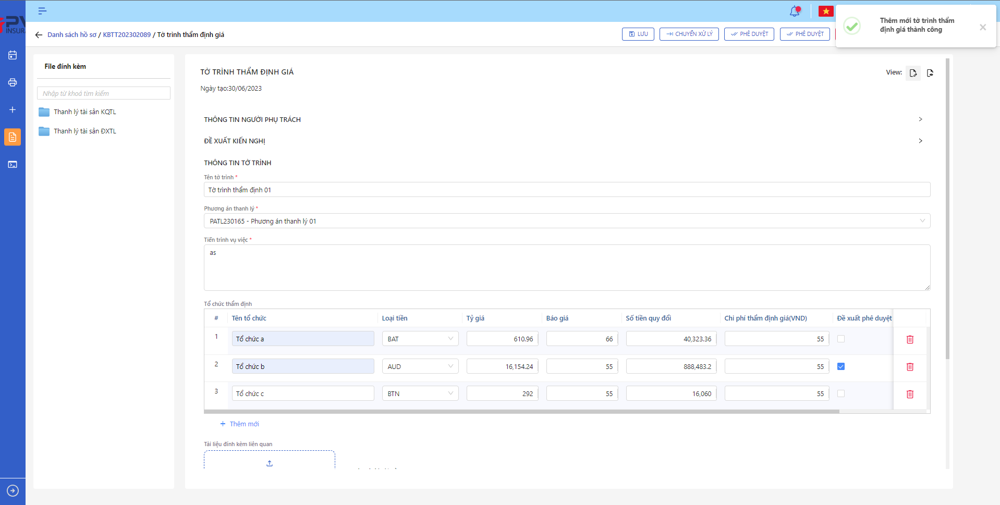 PV
INSURA
Thêm mới tờ trình thẩm
định giá thành công
Danh sách hồ sơ / KBTT202302089 / Tờ trình thẩm định giá
LƯU
CHUYỂN XỬ LÝ
PHÊ DUYỆT
PHÊ DUYỆT
File đính kèm
Nhập từ khoá tìm kiếm
Thanh lý tài sản KQTL
Thanh lý tài sản ĐXTL
TỜ TRÌNH THẨM ĐỊNH GIÁ
View:
Ngày tạo:30/06/2023
THÔNG TIN NGƯỜI PHỤ TRÁCH
ĐỀ XUẤT KIẾN NGHỊ
THÔNG TIN TỜ TRÌNH
Tên tờ trình *
Tờ trình thẩm định 01
Phương án thanh lý *
PATL230165 - Phương án thanh lý 01
Tiến trình vụ việc *
as
Tổ chức thẩm định
# Tên tổ chức Loại tiền Tỷ giá Báo giá Số tiền quy đổi Chi phí thẩm định giá(VND) Đề xuất phê duyệt
1 Tổ chức a BAT 610.96 66 40,323.36 55
2 Tổ chức b AUD 16,154.24 55 888,483.2 55
3 Tổ chức c BTN 292 55 16,060 55
+ Thêm mới
Tài liệu đính kèm liên quan